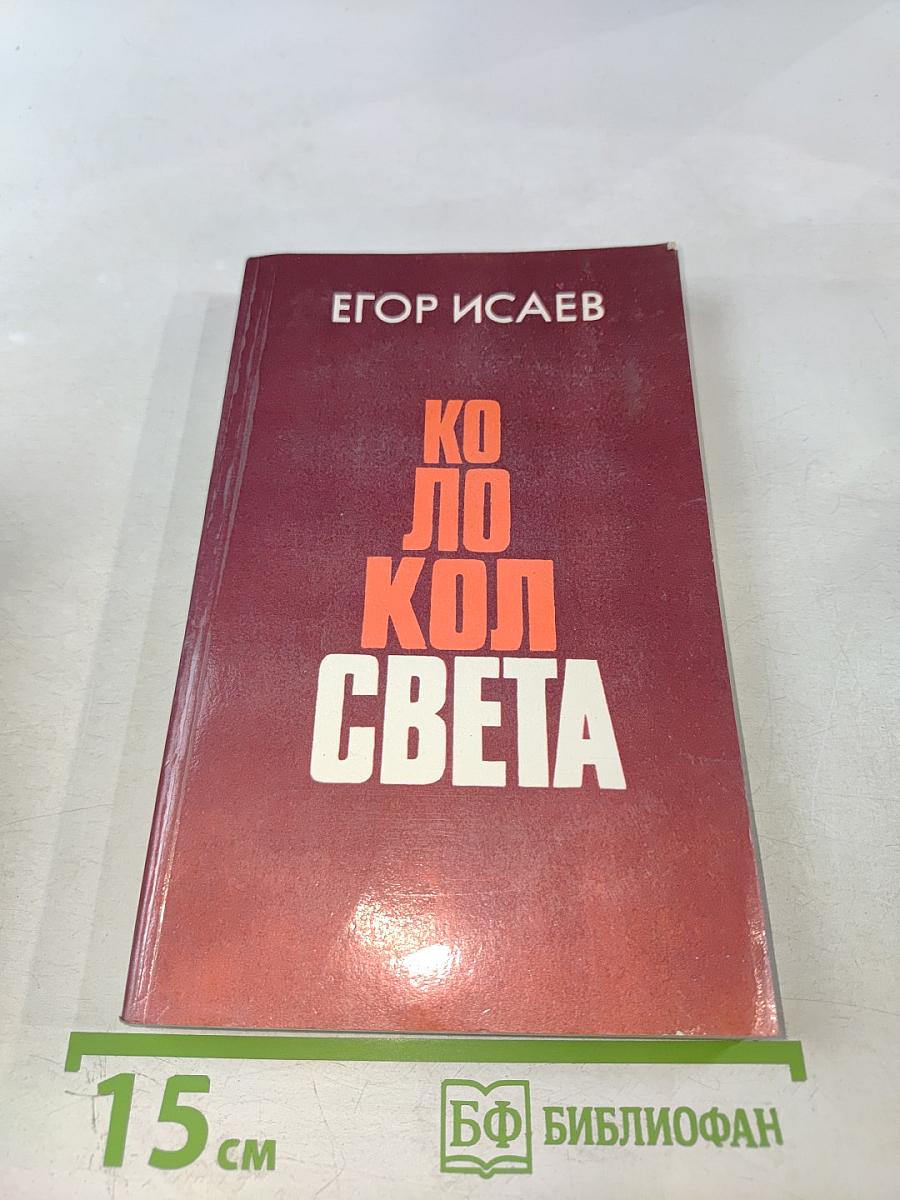 ЕГОР ИСАЕВ
КО
ЛО
КОЛ
СВЕТА
15 см
БФ БИБЛИОФАН